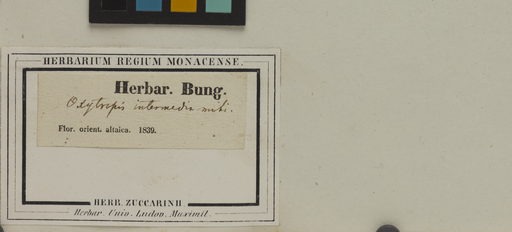 HERBARIUM REGIUM MONACENSE.
Herbar. Bung.
Oxytropis intermedia mihi.
Flor. orient. altaica. 1839.
HERB. ZUCCARINII
Herbar. Univ. Ludov. Maximil.